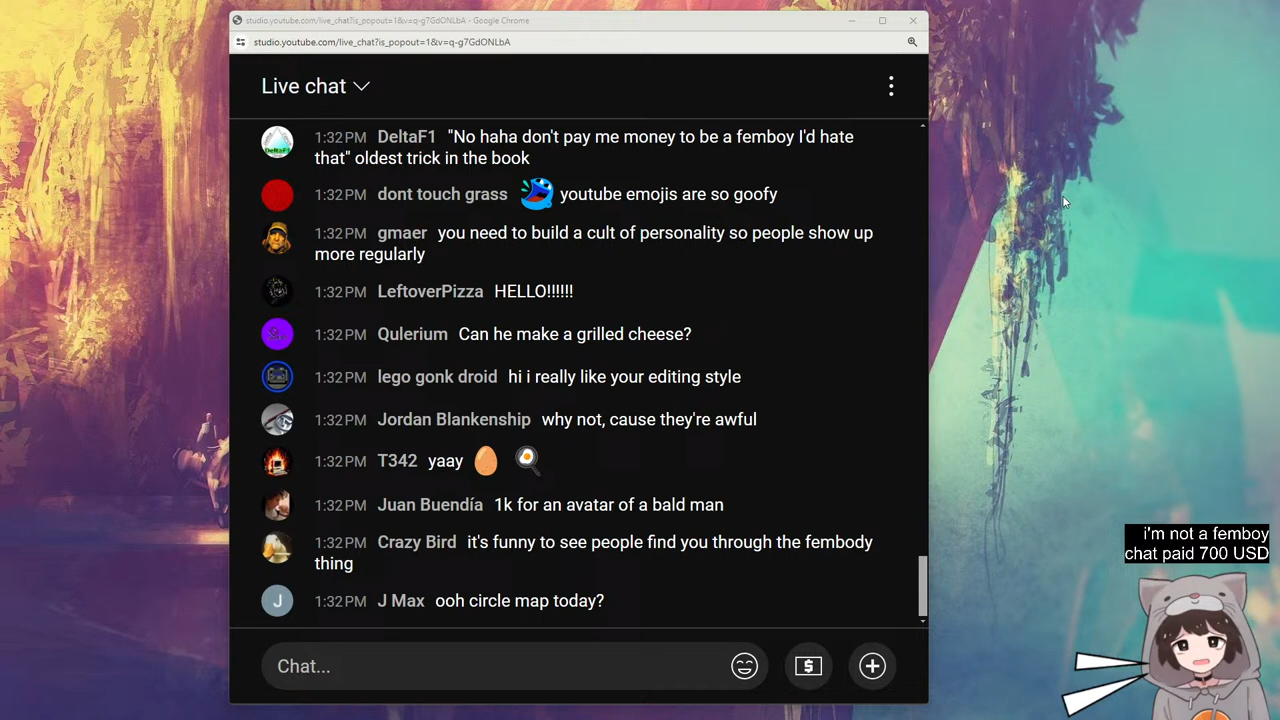 studio.youtube.com/live_chat?is_popout=1&v=q-g7GdONLbA - Google Chrome
studio.youtube.com/live_chat?is_popout=1&v=q-g7GdONLbA
Live chat
1:32 PM DeltaF1 "No haha don't pay me money to be a femboy I'd hate
that" oldest trick in the book
1:32 PM dont touch grass youtube emojis are so goofy
1:32 PM gmaer you need to build a cult of personality so people show up
more regularly
1:32 PM LeftoverPizza HELLO!!!!!!
1:32 PM Qulerium Can he make a grilled cheese?
1:32 PM lego gonk droid hi i really like your editing style
1:32 PM Jordan Blankenship why not, cause they're awful
1:32 PM T342 yaay
1:32 PM Juan Buendía 1k for an avatar of a bald man
1:32 PM Crazy Bird it's funny to see people find you through the fembody
thing
J 1:32 PM J Max ooh circle map today?
Chat...
$
i'm not a femboy
chat paid 700 USD